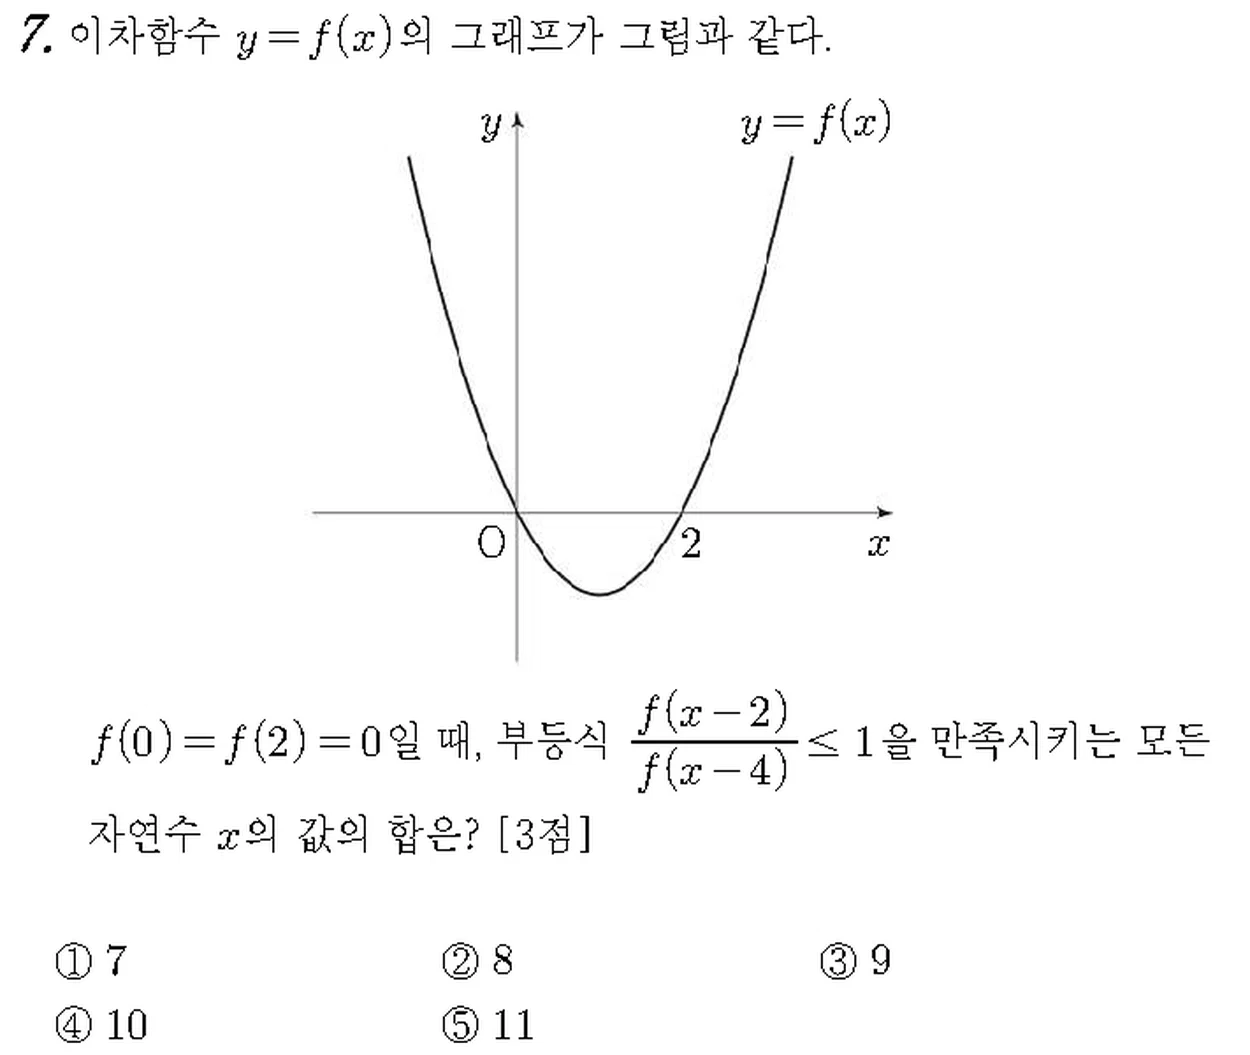 7. 이차함수 y=f(x)의 그래프가 그림과 같다.
y
y=f(x)
O
2
x
f(0)=f(2)=0일 때, 부등식 f(x-2)/f(x-4) ≤ 1을 만족시키는 모든
자연수 x의 값의 합은? [3점]
① 7 ② 8 ③ 9
④ 10 ⑤ 11